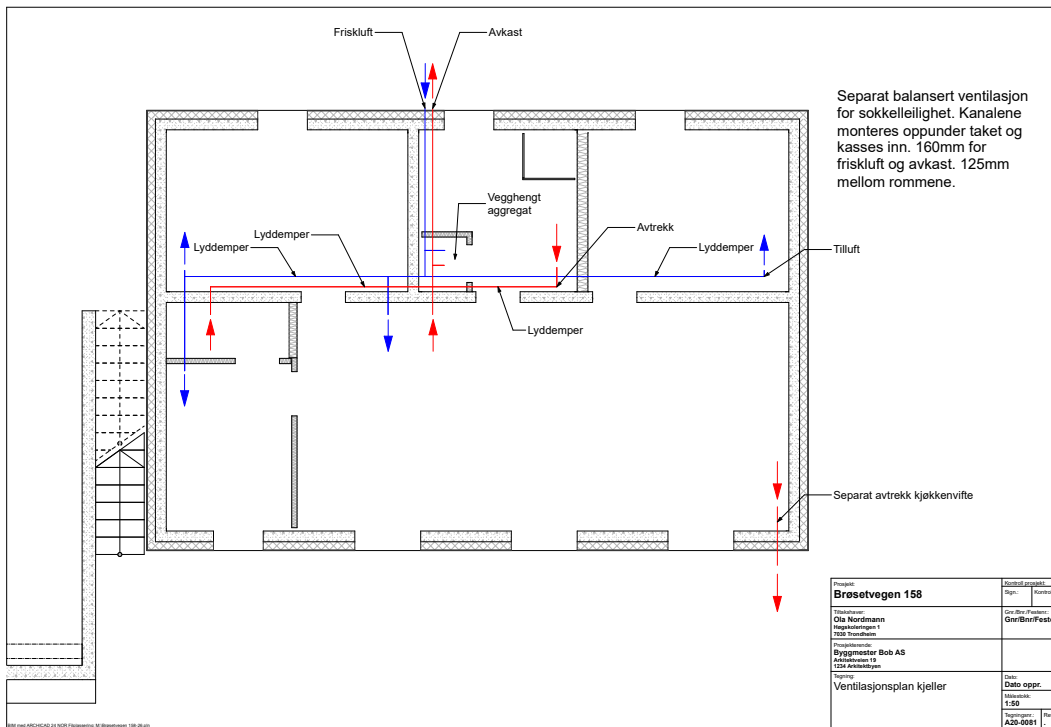 Friskluft
Avkast
Separat balansert ventilasjon
for sokkelleilighet. Kanalene
monteres oppunder taket og
kasses inn. 160mm for
friskluft og avkast. 125mm
mellom rommene.
Vegghengt
aggregat
Lyddemper
Lyddemper
Avtrekk
Lyddemper
Tilluft
Lyddemper
Separat avtrekk kjøkkenvifte
Prosjekt:
Brøsetvegen 158
Kontroll prosjekt:
Sign.:
Tiltakshaver:
Ola Nordmann
Høgskoleringen 1
7030 Trondheim
Gnr./Bnr./Festenr.:
Prosjekterende:
Byggmester Bob AS
Arkitektveien 19
1234 Arkitektbyen
Tegning:
Ventilasjonsplan kjeller
Dato:
Dato oppr.
Målestokk:
1:50
Tegningsnr.:
A20-0081